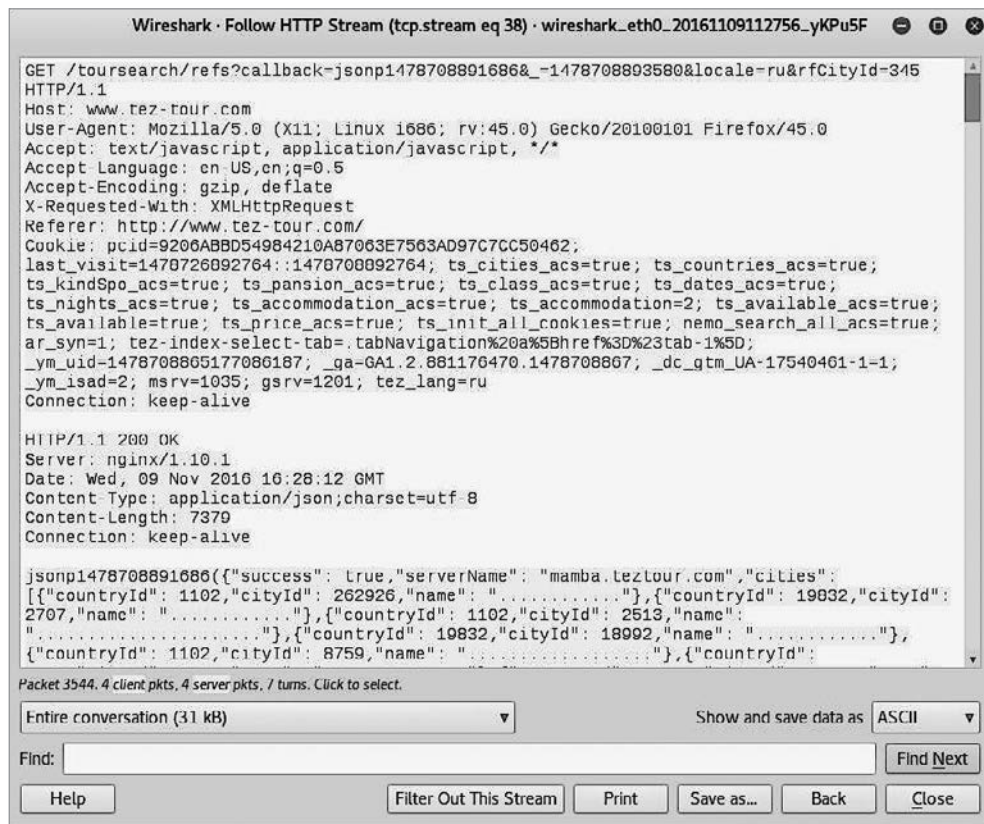 Wireshark · Follow HTTP Stream (tcp.stream eq 38) · wireshark_eth0_20161109112756_yKPu5F
GET /toursearch/refs?callback=jsonp1478708891686&_=1478708893580&locale=ru&rfCityId=345
HTTP/1.1
Host: www.tez-tour.com
User-Agent: Mozilla/5.0 (X11; Linux i686; rv:45.0) Gecko/20100101 Firefox/45.0
Accept: text/javascript, application/javascript, */*
Accept-Language: en-US,en;q=0.5
Accept-Encoding: gzip, deflate
X-Requested-With: XMLHttpRequest
Referer: http://www.tez-tour.com/
Cookie: pcid=9206ABBD54984210A87063E7563AD97C7CC50462;
last_visit=1478726892764::1478708892764; ts_cities_acs=true; ts_countries_acs=true;
ts_kindSpo_acs=true; ts_pansion_acs=true; ts_class_acs=true; ts_dates_acs=true;
ts_nights_acs=true; ts_accommodation_acs=true; ts_accommodation=2; ts_available_acs=true;
ts_available=true; ts_price_acs=true; ts_init_all_cookies=true; nemo_search_all_acs=true;
ar_syn=1; tez-index-select-tab=.tabNavigation%20a%5Bhref%3D%23tab-1%5D;
_ym_uid=1478708865177086187; _ga=GA1.2.881176470.1478708867; _dc_gtm_UA-17540461-1=1;
_ym_isad=2; msrv=1035; gsrv=1201; tez_lang=ru
Connection: keep-alive
HTTP/1.1 200 OK
Server: nginx/1.10.1
Date: Wed, 09 Nov 2016 16:28:12 GMT
Content-Type: application/json;charset=utf-8
Content-Length: 7379
Connection: keep-alive
jsonp1478708891686({"success": true,"serverName": "mamba.teztour.com","cities":
[{"countryId": 1102,"cityId": 262926,"name": "............"},{"countryId": 19832,"cityId":
2707,"name": "............"},{"countryId": 1102,"cityId": 2513,"name":
"......................"},{"countryId": 19832,"cityId": 18992,"name": "............"},
{"countryId": 1102,"cityId": 8759,"name": ".................."},{"countryId":
Packet 3544. 4 client pkts, 4 server pkts, 7 turns. Click to select.
Entire conversation (31 kB)
Show and save data as ASCII
Find:
Find Next
Help
Filter Out This Stream
Print
Save as...
Back
Close